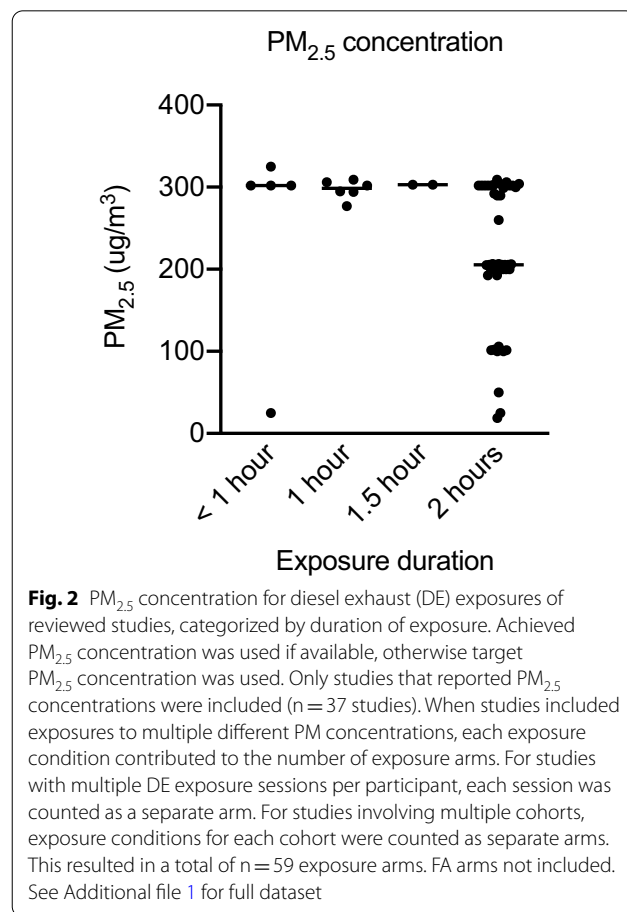 PM2.5 concentration
400
300
200
100
0
PM2.5 (ug/m3)
< 1 hour
1 hour
1.5 hour
2 hours
Exposure duration
Fig. 2 PM2.5 concentration for diesel exhaust (DE) exposures of
reviewed studies, categorized by duration of exposure. Achieved
PM2.5 concentration was used if available, otherwise target
PM2.5 concentration was used. Only studies that reported PM2.5
concentrations were included (n = 37 studies). When studies included
exposures to multiple different PM concentrations, each exposure
condition contributed to the number of exposure arms. For studies
with multiple DE exposure sessions per participant, each session was
counted as a separate arm. For studies involving multiple cohorts,
exposure conditions for each cohort were counted as separate arms.
This resulted in a total of n = 59 exposure arms. FA arms not included.
See Additional file 1 for full dataset